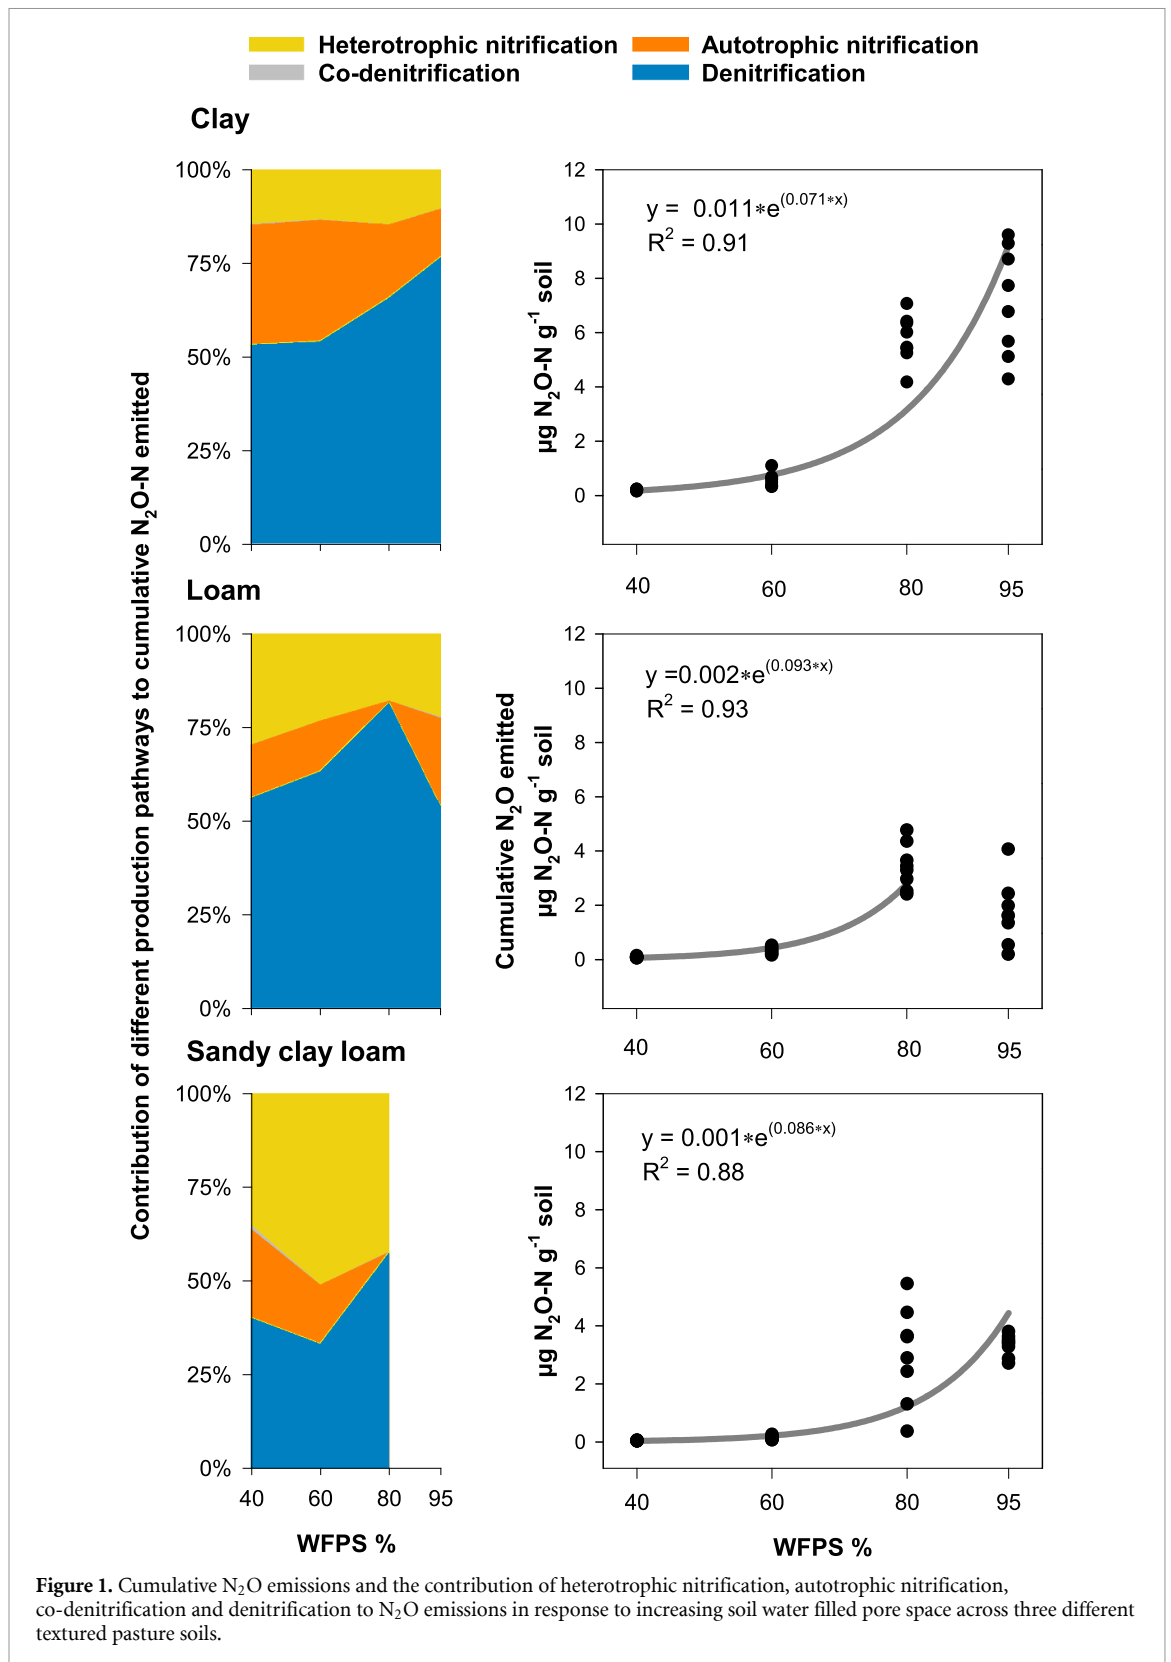 Heterotrophic nitrification
Autotrophic nitrification
Co-denitrification
Denitrification
Contribution of different production pathways to cumulative N2O-N emitted
Clay
100%
75%
50%
25%
0%
12
10
8
6
4
2
0
µg N2O-N g-1 soil
y = 0.011*e(0.071*x)
R2 = 0.91
40
60
80
95
Loam
100%
75%
50%
25%
0%
Cumulative N2O emitted
µg N2O-N g-1 soil
12
10
8
6
4
2
0
y =0.002*e(0.093*x)
R2 = 0.93
40
60
80
95
Sandy clay loam
100%
75%
50%
25%
0%
40
60
80
95
WFPS %
µg N2O-N g-1 soil
12
10
8
6
4
2
0
y = 0.001*e(0.086*x)
R2 = 0.88
40
60
80
95
WFPS %
Figure 1. Cumulative N2O emissions and the contribution of heterotrophic nitrification, autotrophic nitrification,
co-denitrification and denitrification to N2O emissions in response to increasing soil water filled pore space across three different
textured pasture soils.